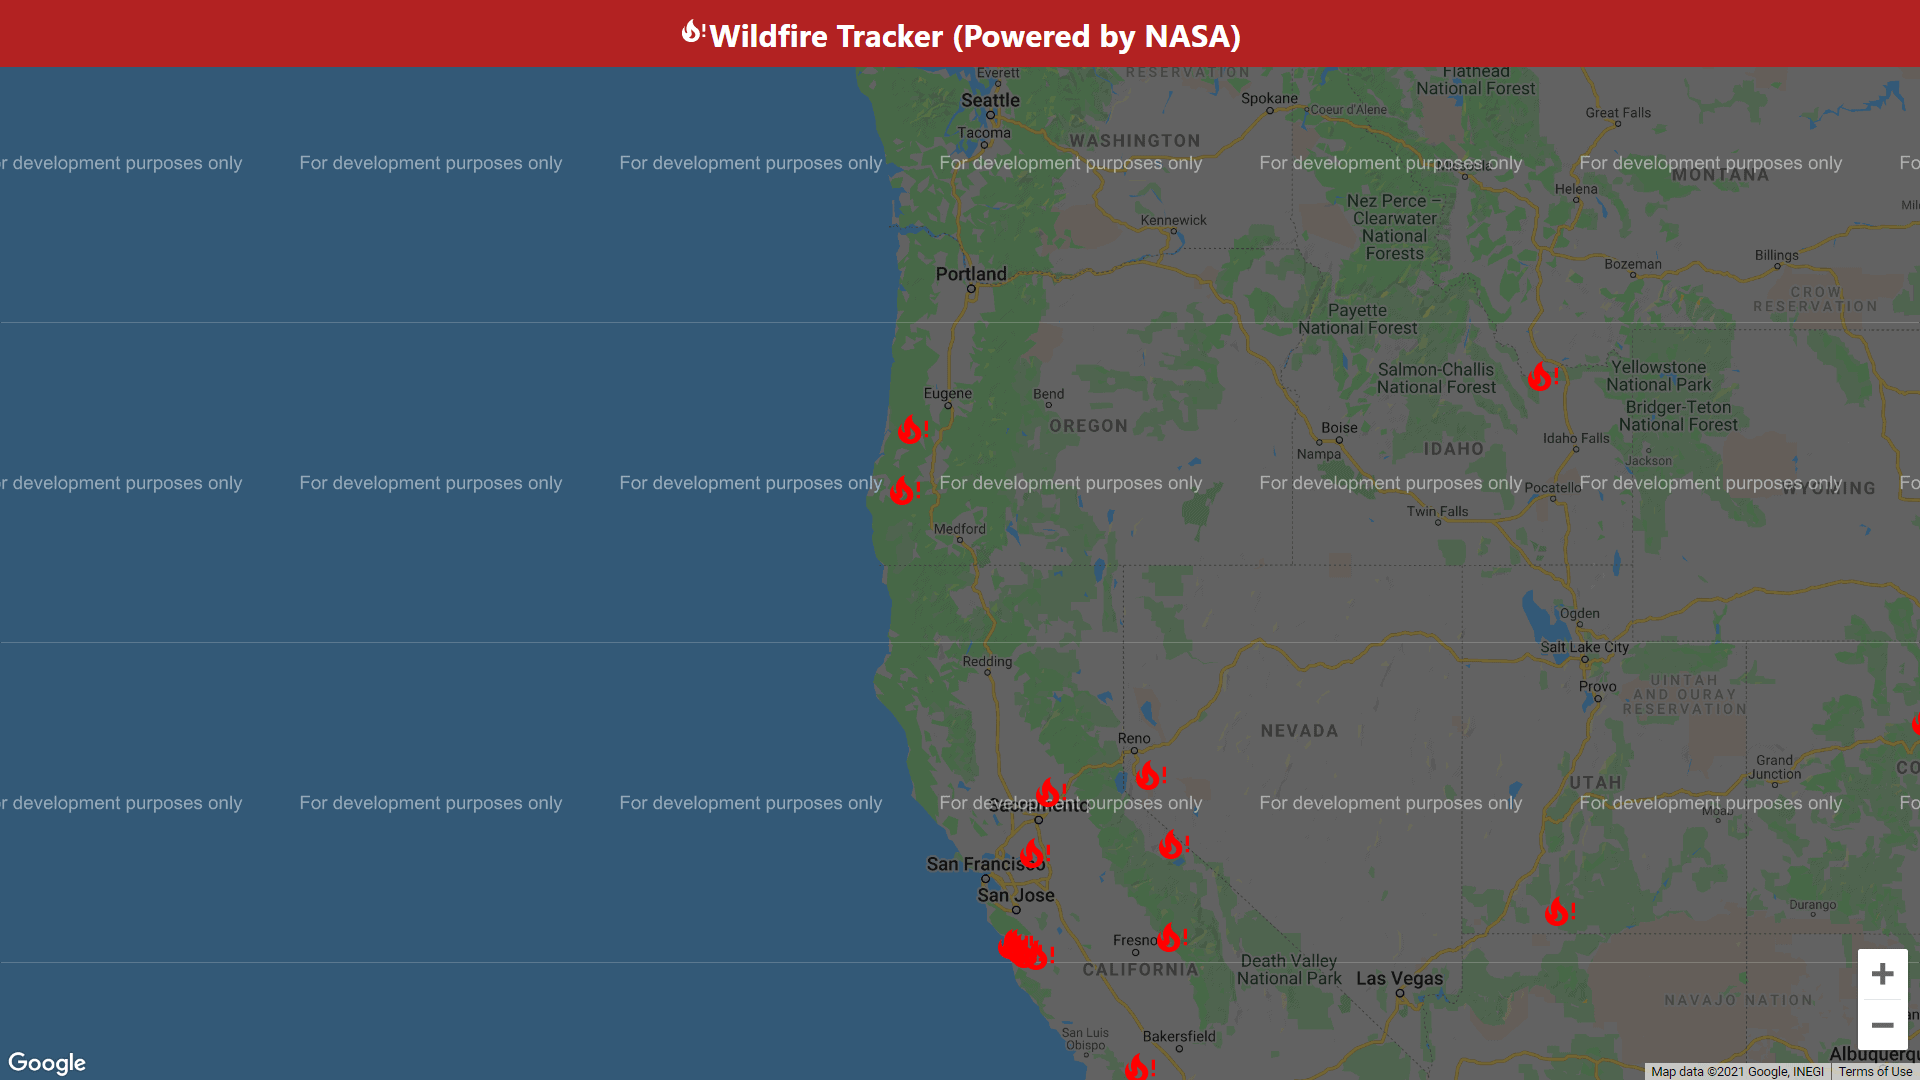 Wildfire Tracker (Powered by NASA)
Everett
RESERVATION
Flathead
National Forest
Seattle
Spokane
Coeur d'Alene
Great Falls
Tacoma
WASHINGTON
r development purposes only
For development purposes only
For development purposes only
For development purposes only
For development purposes only
For development purposes only
Fo
MONTANA
Helena
Nez Perce –
Clearwater
National
Forests
Kennewick
Portland
Bozeman
Billings
CROW
RESERVATION
Payette
National Forest
Salmon-Challis
National Forest
Yellowstone
National Park
Bridger-Teton
National Forest
Eugene
Bend
OREGON
Boise
Nampa
IDAHO
Idaho Falls
Jackson
r development purposes only
For development purposes only
For development purposes only
For development purposes only
For development purposes only
For development purposes only
Fo
Pocatello
WYOMING
Twin Falls
Medford
Ogden
Salt Lake City
Redding
Provo
UINTAH
AND OURAY
RESERVATION
NEVADA
Reno
Grand
Junction
UTAH
CO
r development purposes only
For development purposes only
For development purposes only
For development purposes only
For development purposes only
For development purposes only
Fo
Sacramento
Moab
San Francisco
San Jose
Durango
Fresno
CALIFORNIA
Death Valley
National Park
Las Vegas
NAVAJO NATION
San Luis
Obispo
Bakersfield
Albuquerqu
Google
Map data ©2021 Google, INEGI
Terms of Use